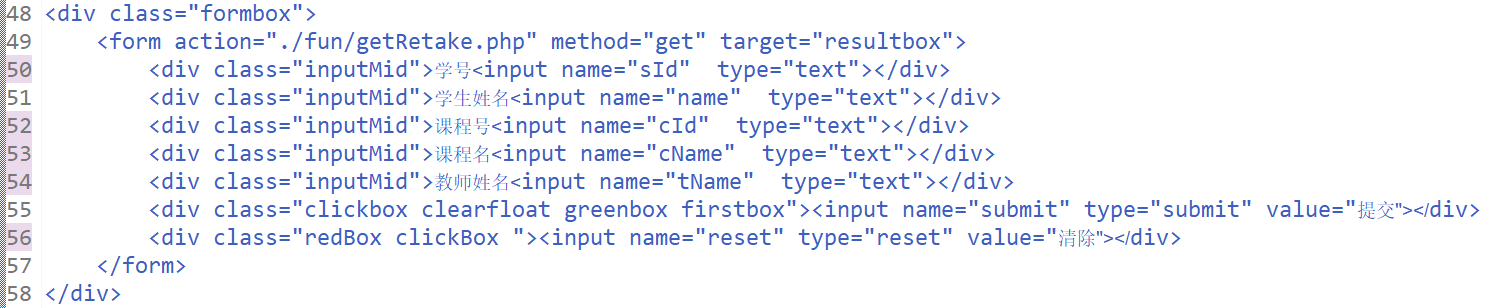 48 <div class="formbox">
49     <form action="./fun/getRetake.php" method="get" target="resultbox">
50         <div class="inputMid">学号<input name="sId"  type="text"></div>
51         <div class="inputMid">学生姓名<input name="name"  type="text"></div>
52         <div class="inputMid">课程号<input name="cId"  type="text"></div>
53         <div class="inputMid">课程名<input name="cName"  type="text"></div>
54         <div class="inputMid">教师姓名<input name="tName"  type="text"></div>
55         <div class="clickbox clearfloat greenbox firstbox"><input name="submit" type="submit" value="提交"></div>
56         <div class="redBox clickBox "><input name="reset" type="reset" value="清除"></div>
57     </form>
58 </div>